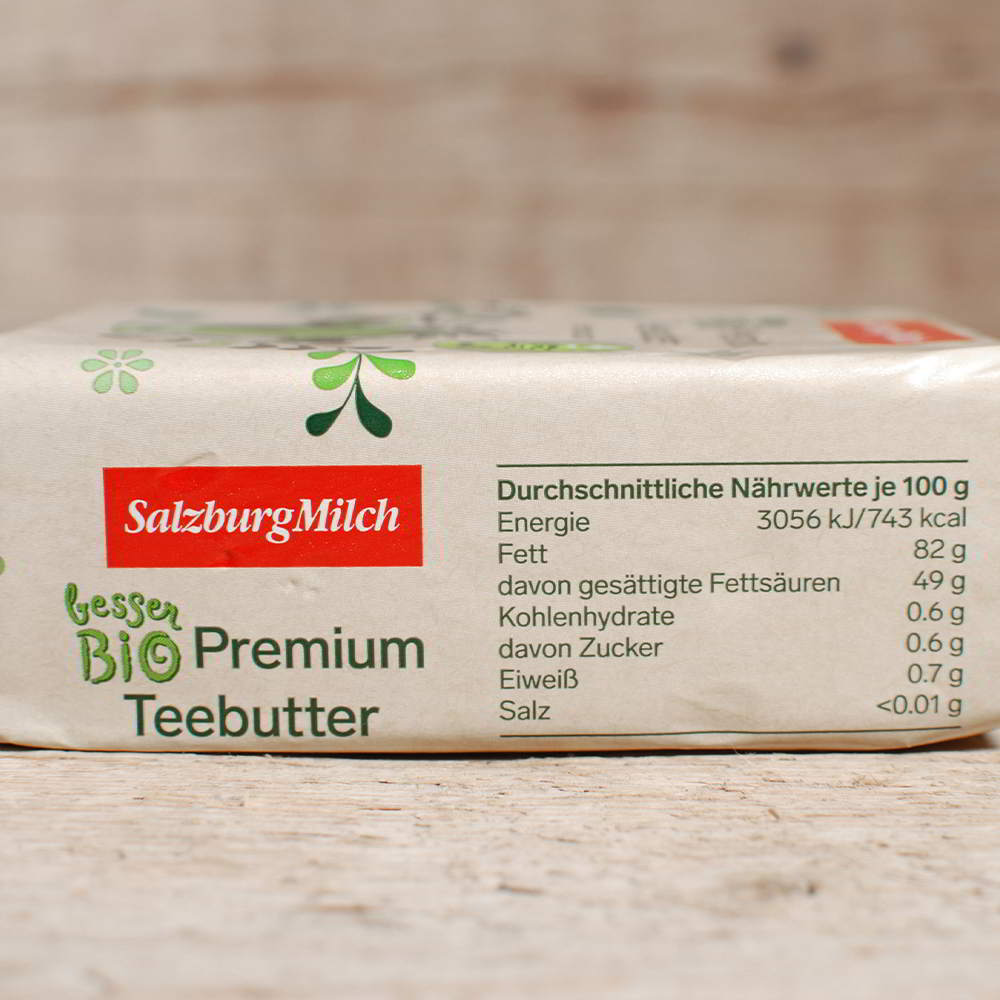 SalzburgMilch
besser
BiO Premium
Teebutter
Durchschnittliche Nährwerte je 100 g
Energie 3056 kJ/743 kcal
Fett 82 g
davon gesättigte Fettsäuren 49 g
Kohlenhydrate 0.6 g
davon Zucker 0.6 g
Eiweiß 0.7 g
Salz <0.01 g